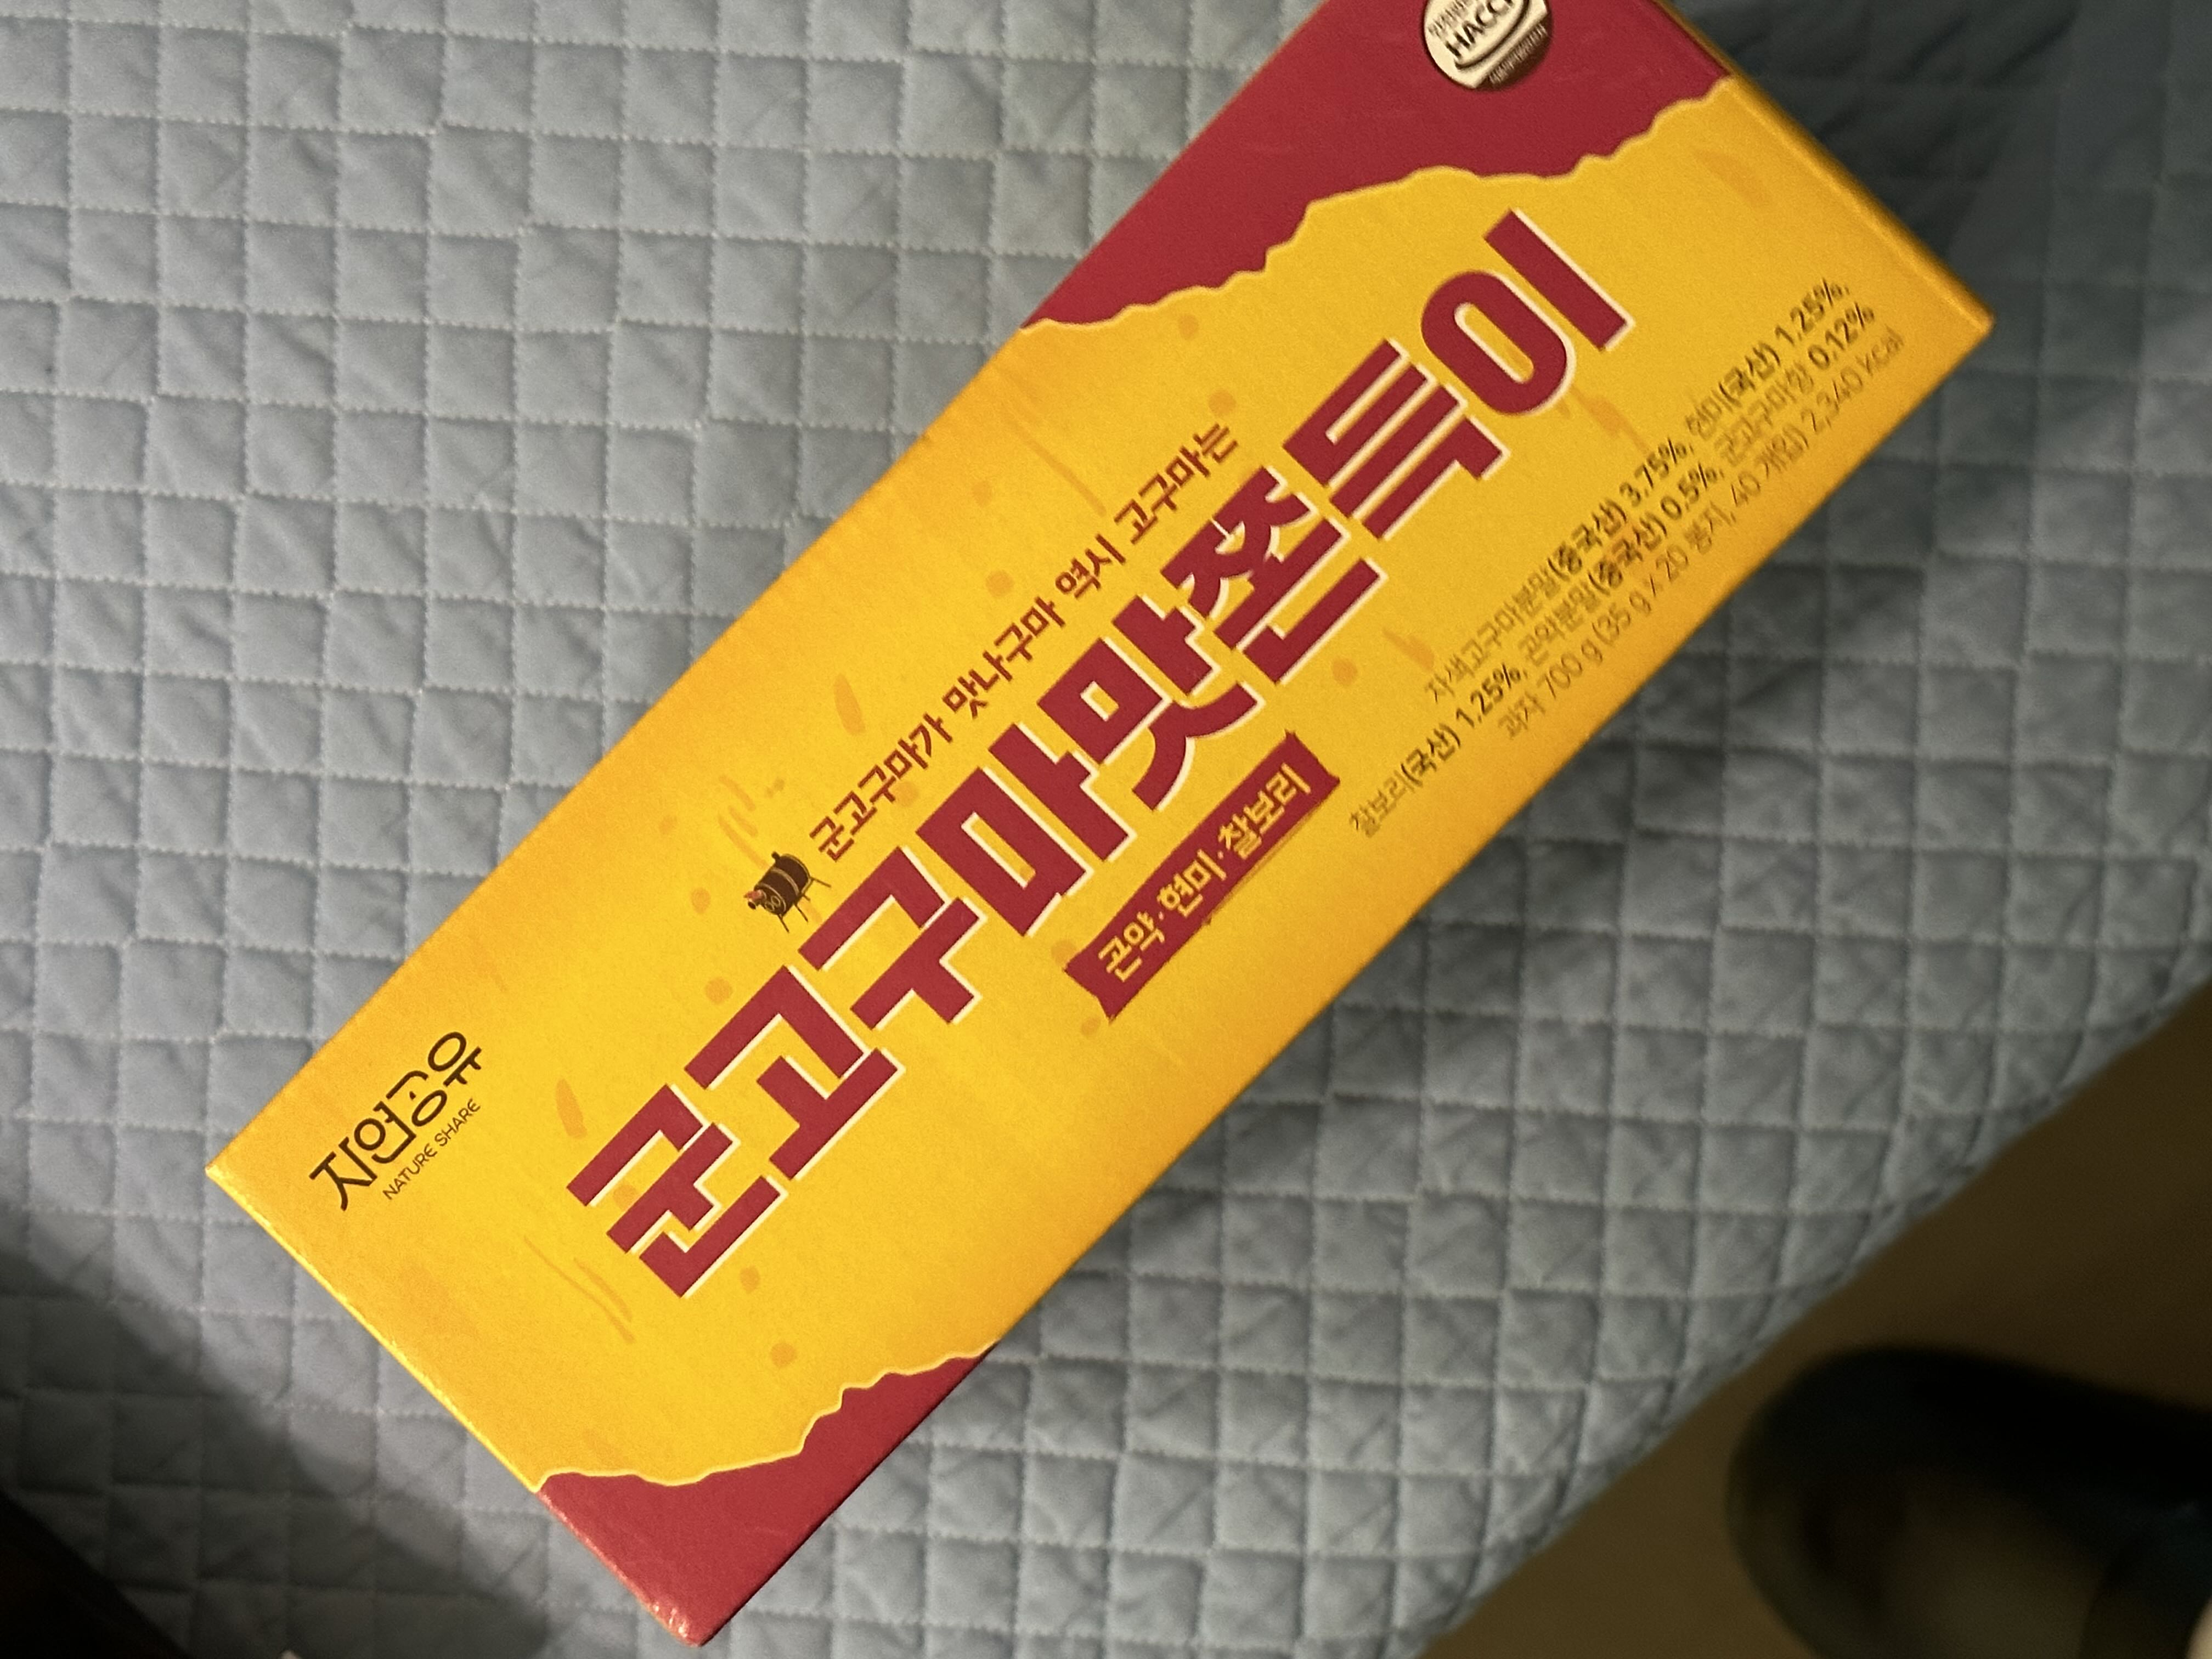 HACCP
자연공유
NATURE SHARE
군고구마가 맛나구마 역시 고구마는
군고구마맛쫀득이
곤약·현미·찰보리
자색고구마분말(중국산) 3.75%, 현미(국산) 1.25%,
찰보리(국산) 1.25%, 곤약분말(중국산) 0.5%, 군고구마향 0.12%
과자 700 g (35 g x 20 봉지, 40 개입) 2,340 kcal